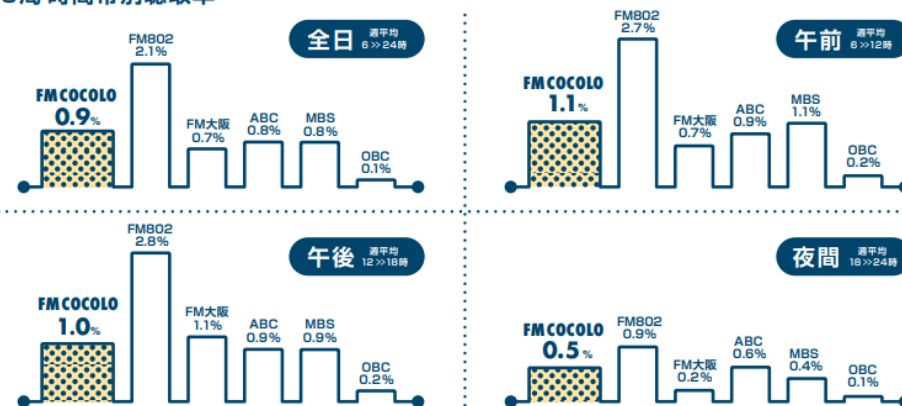 全日 週平均 6≫24時
FM802
2.1%
FM COCOLO
0.9%
FM大阪
0.7%
ABC
0.8%
MBS
0.8%
OBC
0.1%
午前 週平均 6≫12時
FM802
2.7%
FM COCOLO
1.1%
FM大阪
0.7%
ABC
0.9%
MBS
1.1%
OBC
0.2%
午後 週平均 12≫18時
FM802
2.8%
FM COCOLO
1.0%
FM大阪
1.1%
ABC
0.9%
MBS
0.9%
OBC
0.2%
夜間 週平均 18≫24時
FM COCOLO
0.5%
FM802
0.9%
FM大阪
0.2%
ABC
0.6%
MBS
0.4%
OBC
0.1%